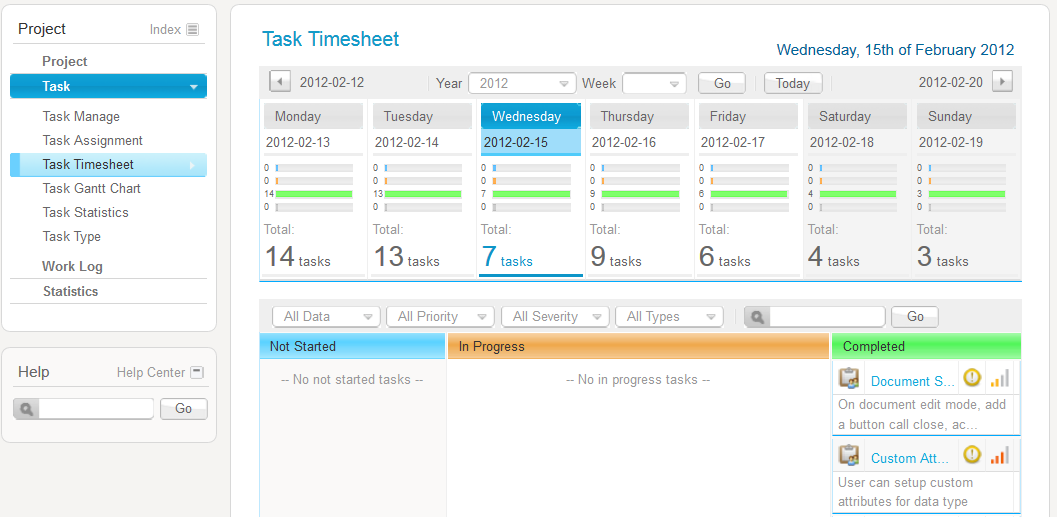 Project Index
Project
Task
Task Manage
Task Assignment
Task Timesheet
Task Gantt Chart
Task Statistics
Task Type
Work Log
Statistics
Help Help Center
Go
Task Timesheet
Wednesday, 15th of February 2012
2012-02-12 Year 2012 Week Go Today 2012-02-20
Monday Tuesday Wednesday Thursday Friday Saturday Sunday
2012-02-13 2012-02-14 2012-02-15 2012-02-16 2012-02-17 2012-02-18 2012-02-19
0 0 0 0 0 0 0
0 0 0 0 0 0 0
14 13 7 9 6 4 3
0 0 0 0 0 0 0
Total: Total: Total: Total: Total: Total: Total:
14 tasks 13 tasks 7 tasks 9 tasks 6 tasks 4 tasks 3 tasks
All Data All Priority All Severity All Types Go
Not Started In Progress Completed
-- No not started tasks -- -- No in progress tasks --
Document S...
On document edit mode, add
a button call close, ac...
Custom Att...
User can setup custom
attributes for data type